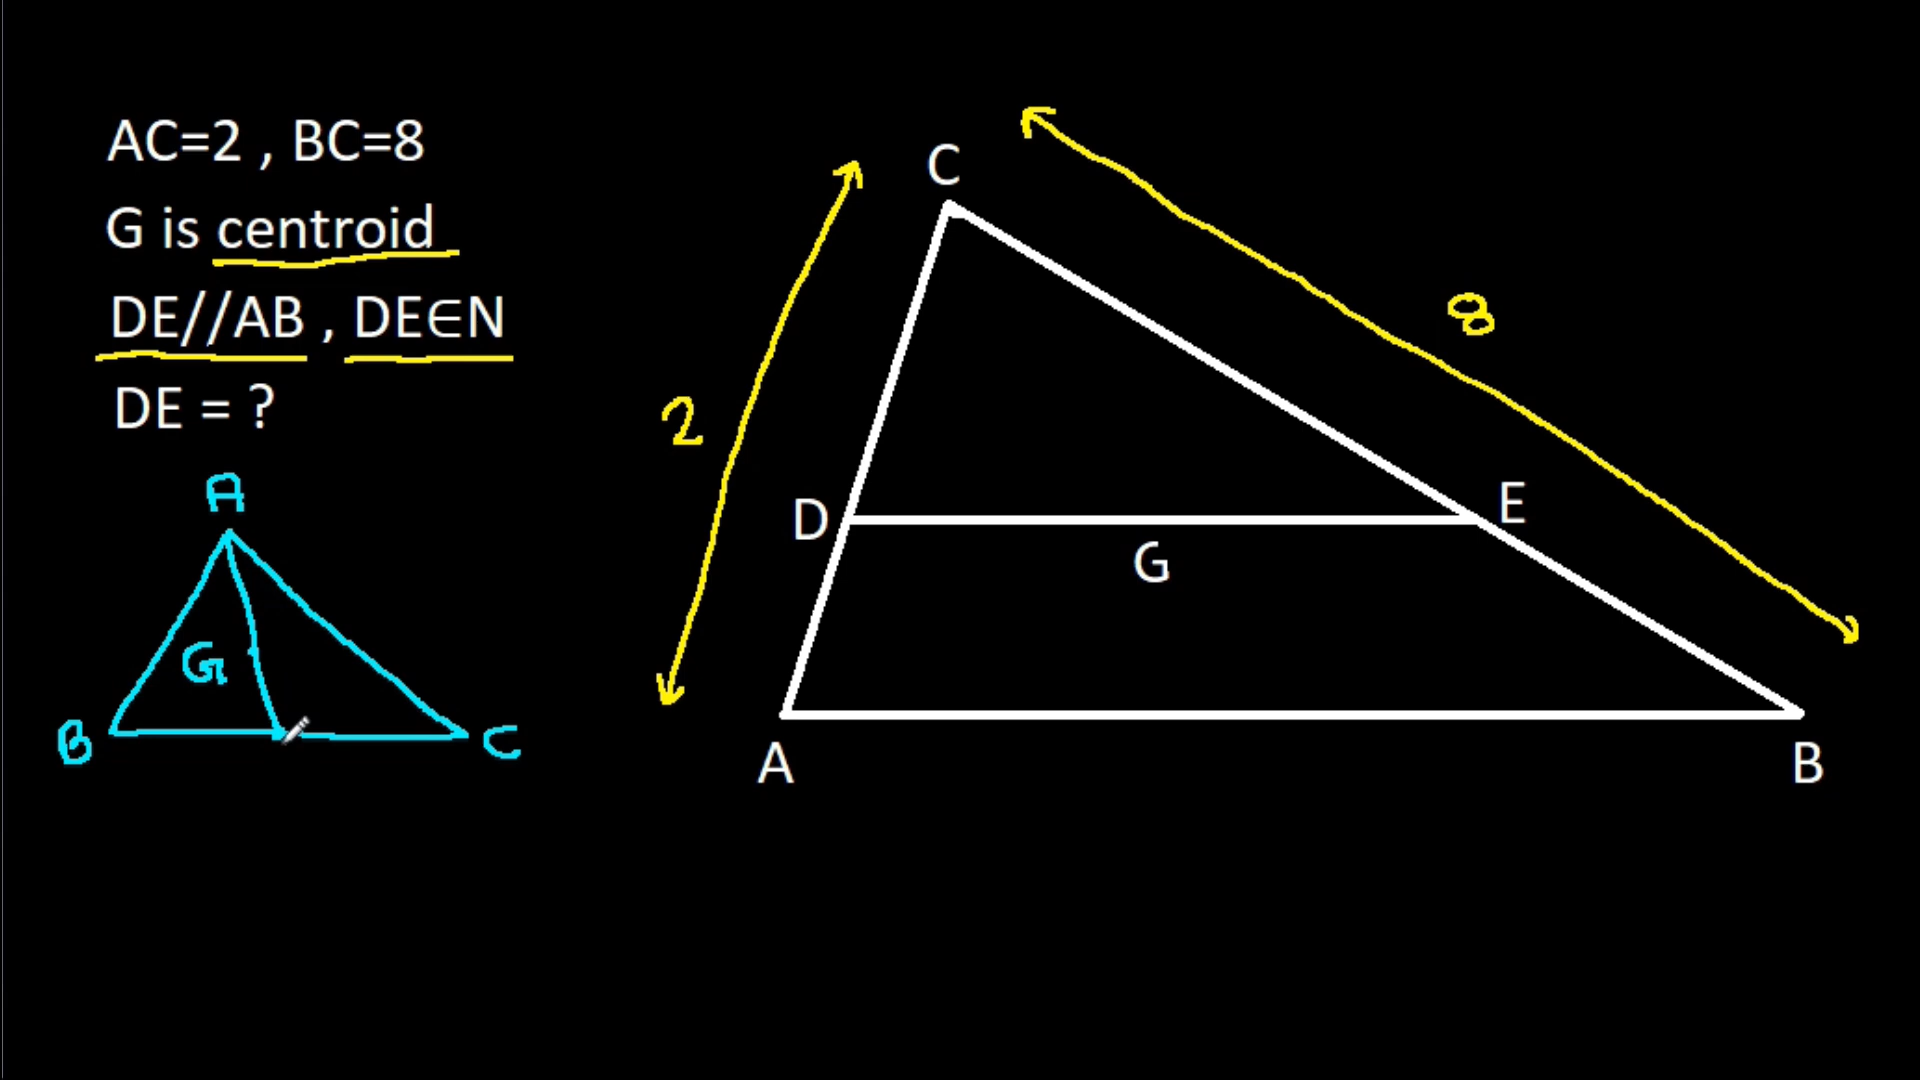 AC=2 , BC=8
G is centroid
DE//AB , DE∈N
DE = ?
A
G
B
C
C
8
2
D
E
G
A
B